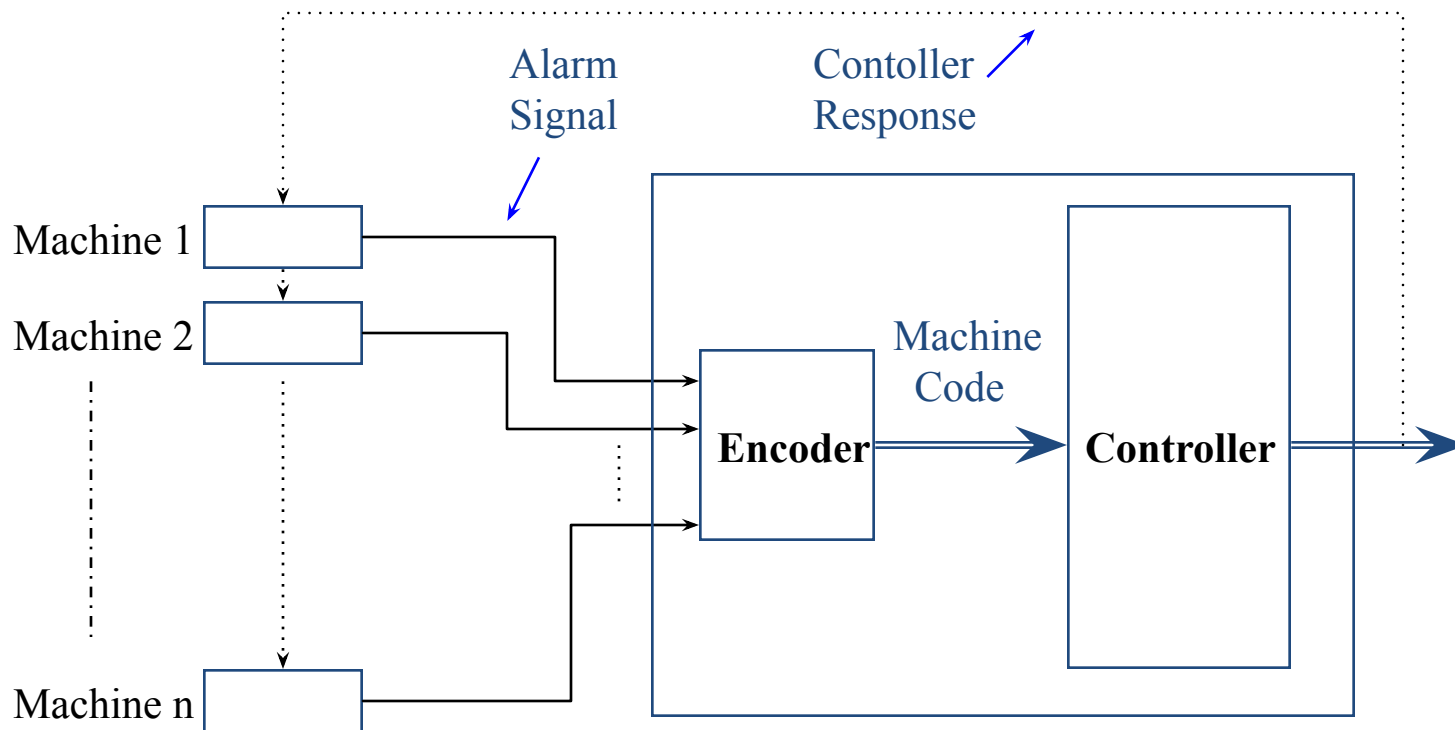 Alarm
Signal
Contoller
Response
Machine 1
Machine 2
Machine
Code
Encoder
Controller
Machine n